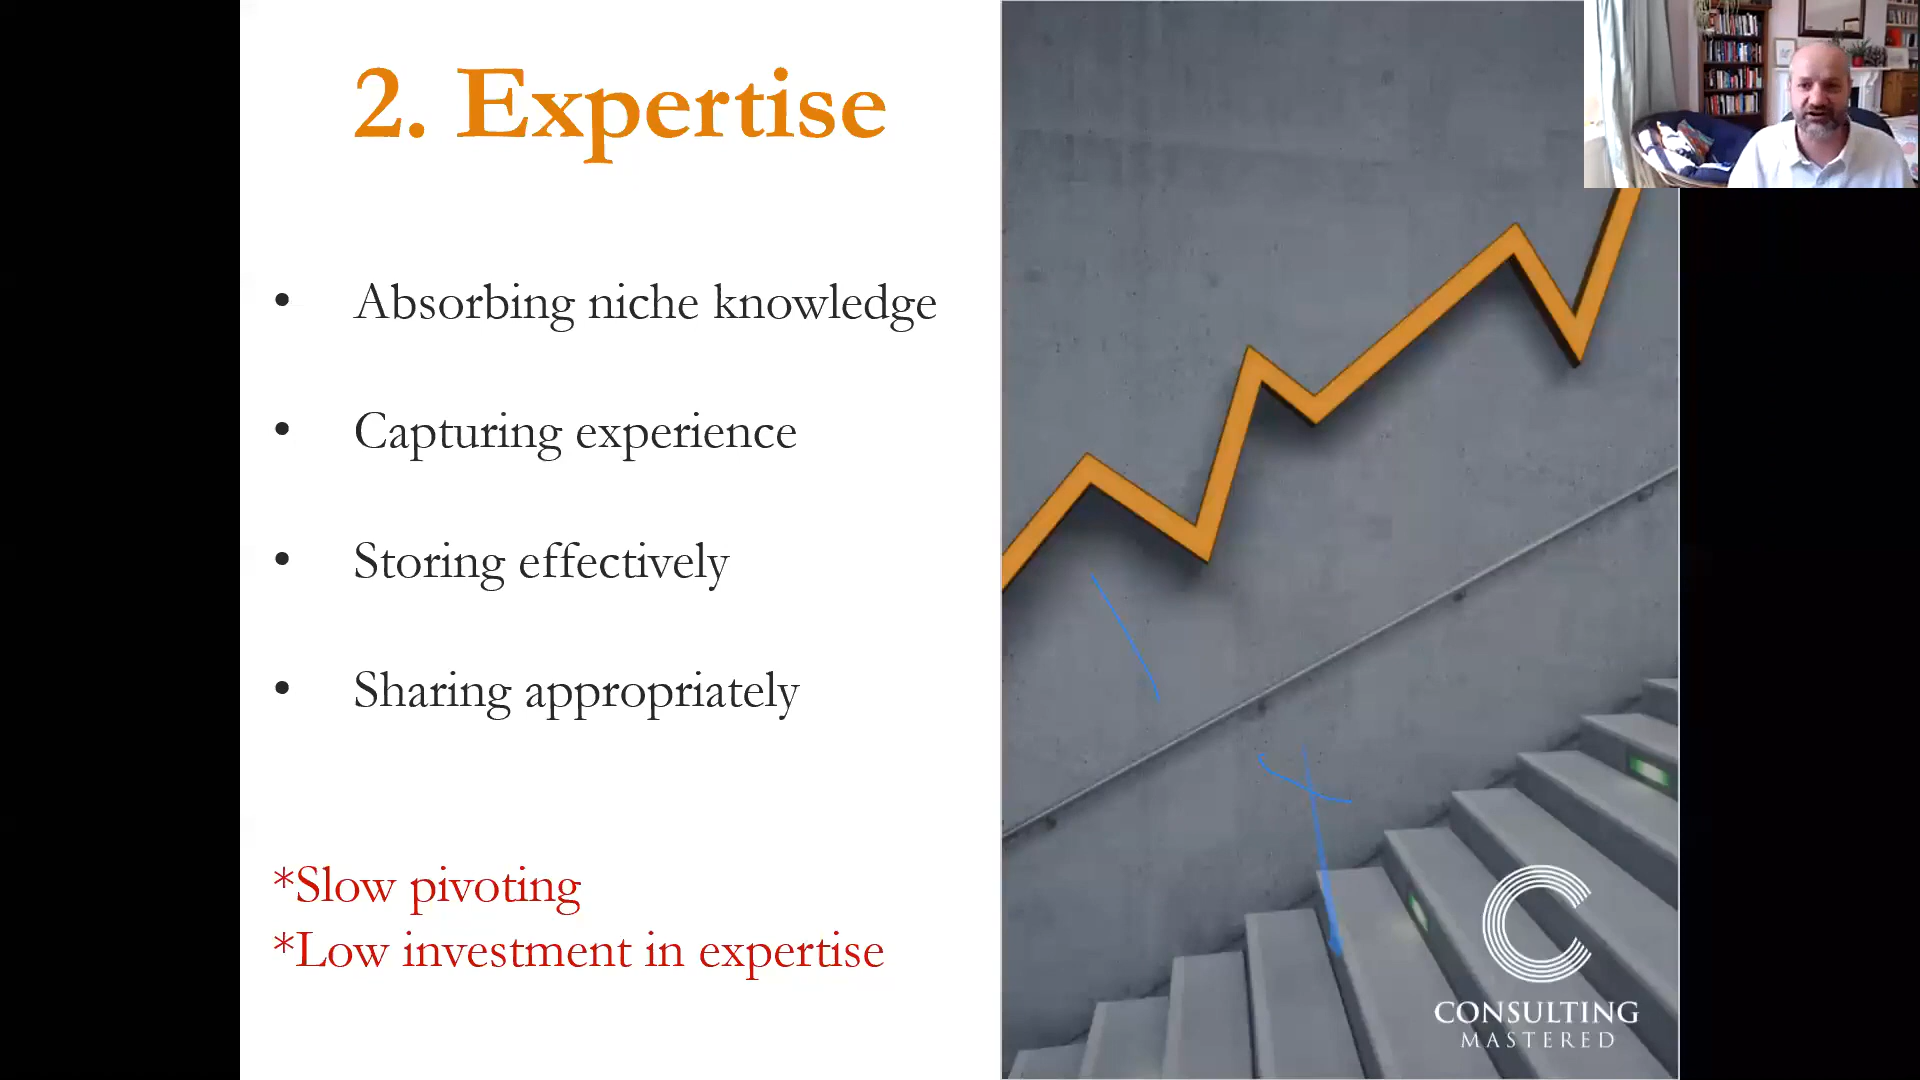 2. Expertise
• Absorbing niche knowledge
• Capturing experience
• Storing effectively
• Sharing appropriately
*Slow pivoting
*Low investment in expertise
CONSULTING
MASTERED